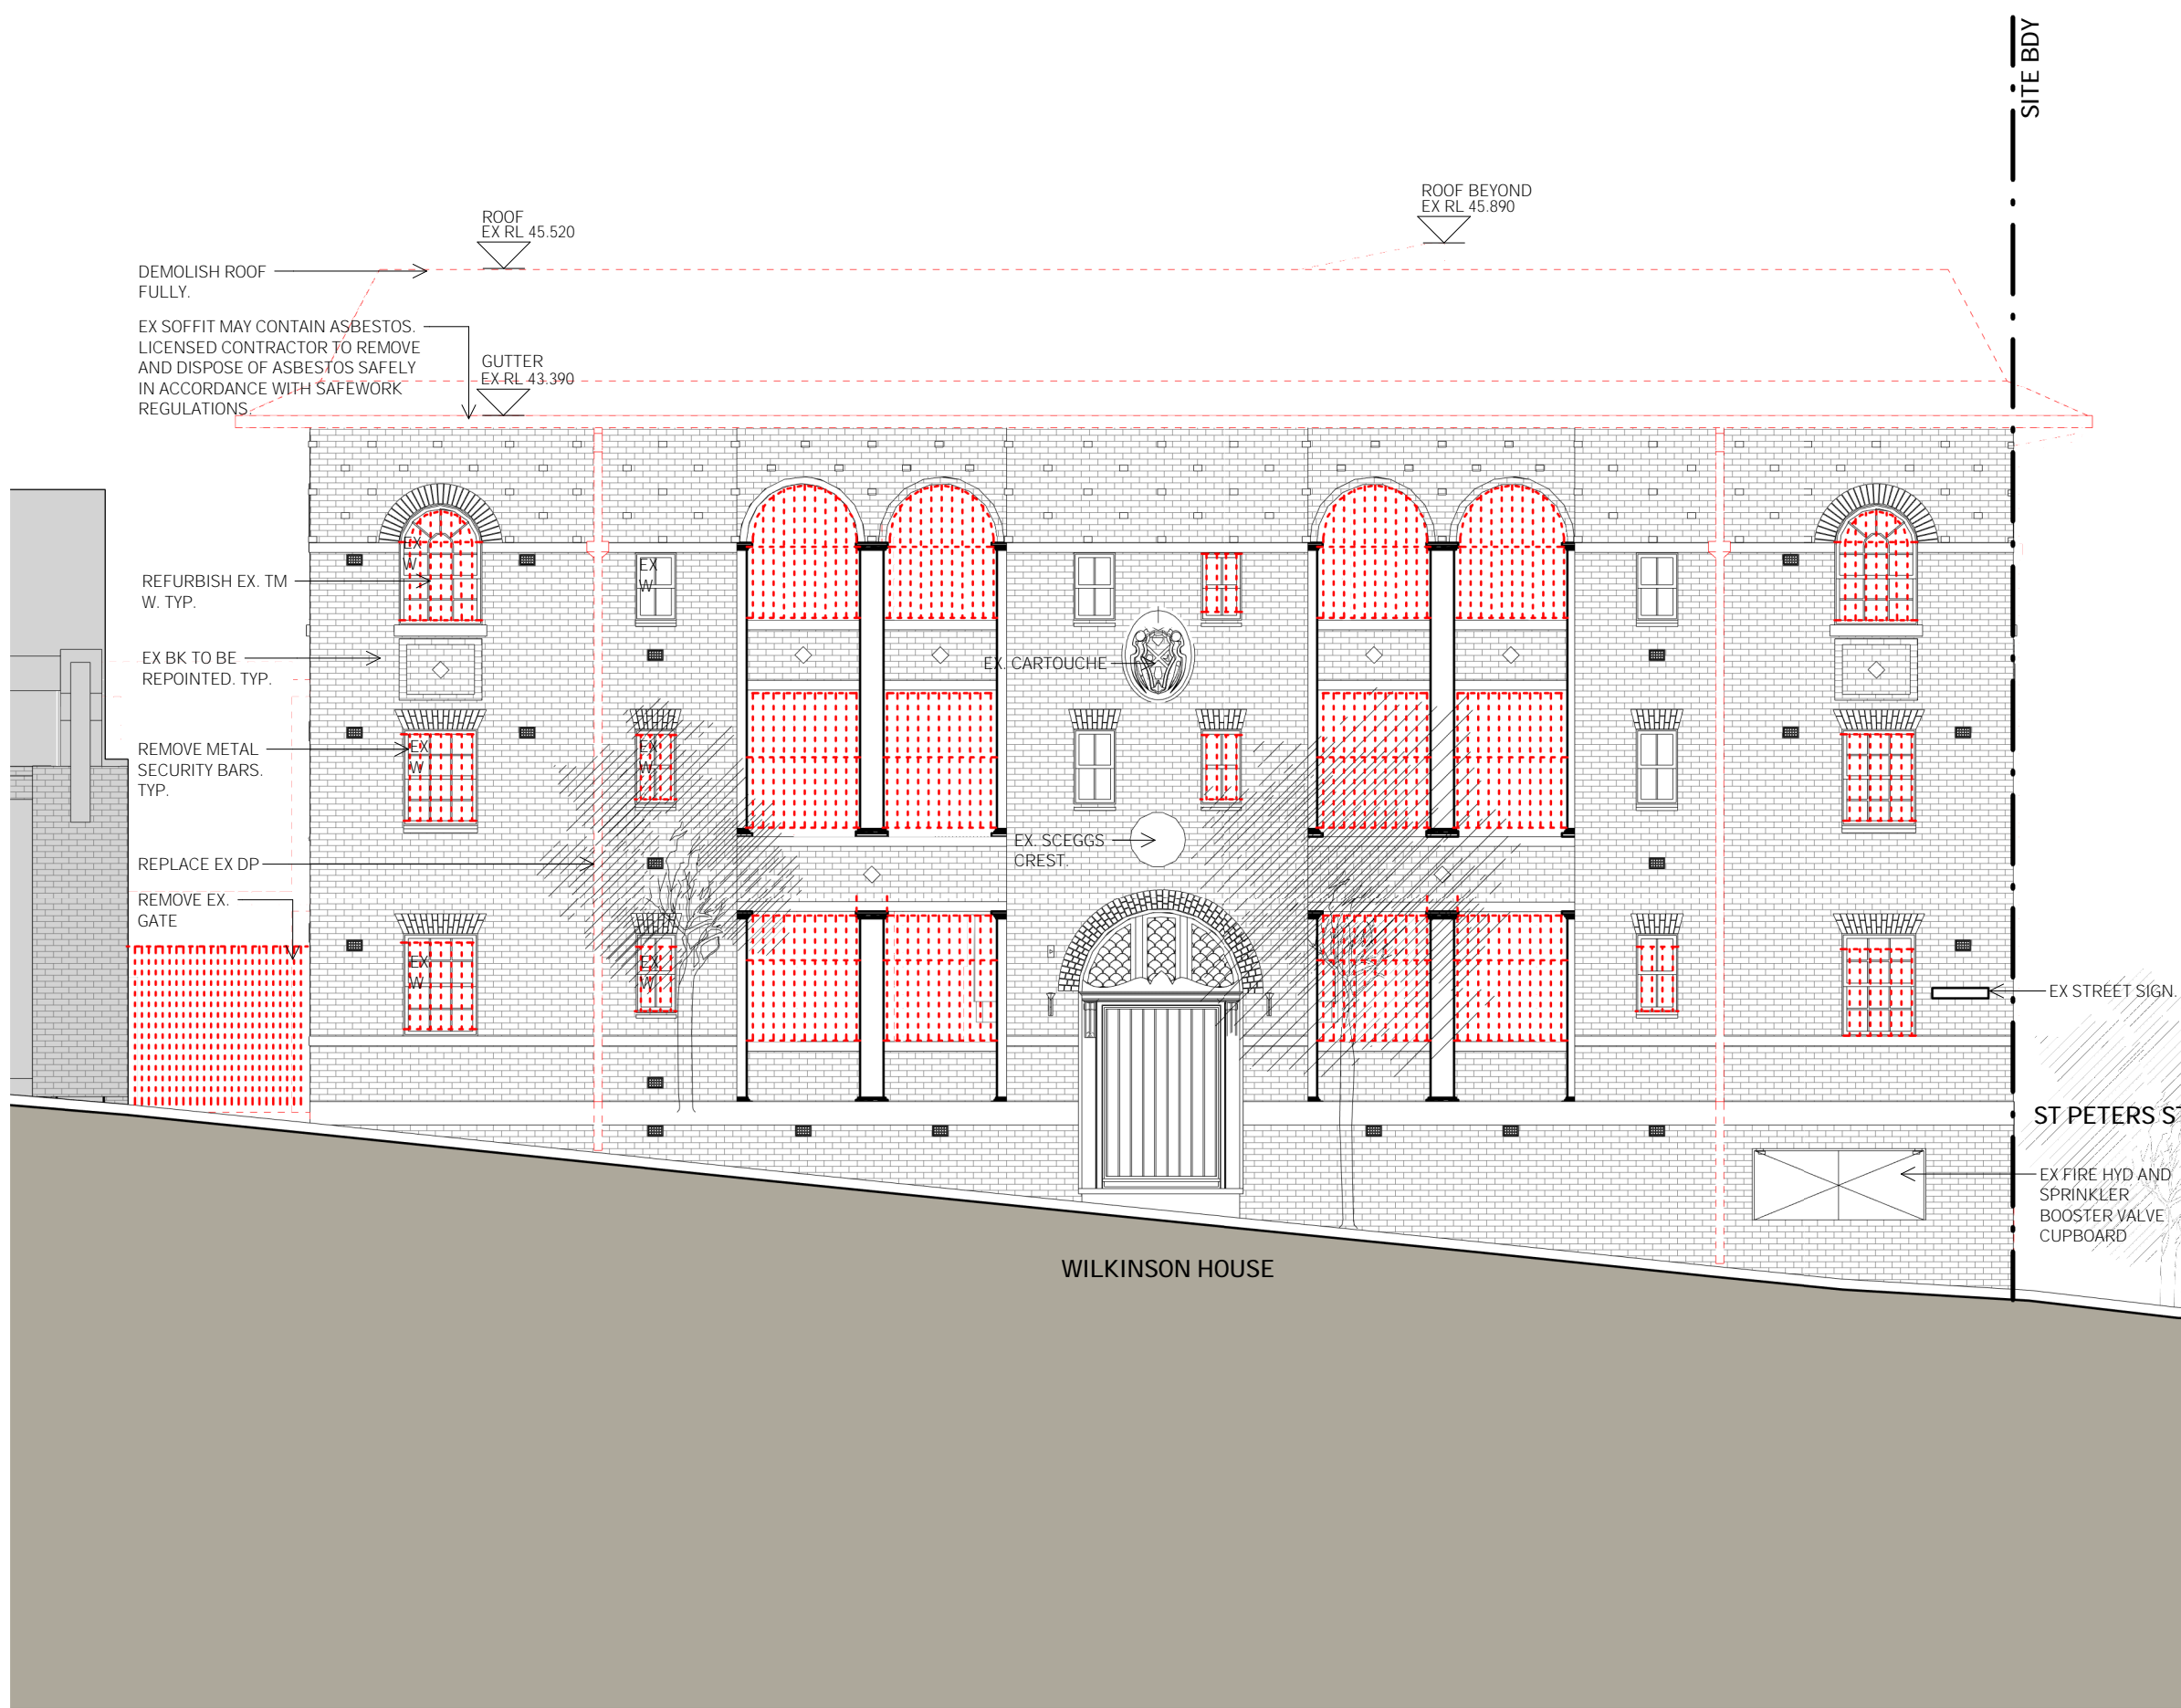 SITE BDY
ROOF BEYOND
EX RL 45.890
ROOF
EX RL 45.520
DEMOLISH ROOF
FULLY.
EX SOFFIT MAY CONTAIN ASBESTOS.
LICENSED CONTRACTOR TO REMOVE
AND DISPOSE OF ASBESTOS SAFELY
IN ACCORDANCE WITH SAFEWORK
REGULATIONS.
GUTTER
EX RL 43.390
EX
W
EX
W
REFURBISH EX. TM
W. TYP.
EX BK TO BE
REPOINTED. TYP.
EX. CARTOUCHE
REMOVE METAL
SECURITY BARS.
TYP.
EX
W
EX
W
EX. SCEGGS
CREST.
REPLACE EX DP
REMOVE EX.
GATE
EX
W
EX
W
EX STREET SIGN.
ST PETERS ST
EX FIRE HYD AND
SPRINKLER
BOOSTER VALVE
CUPBOARD
WILKINSON HOUSE